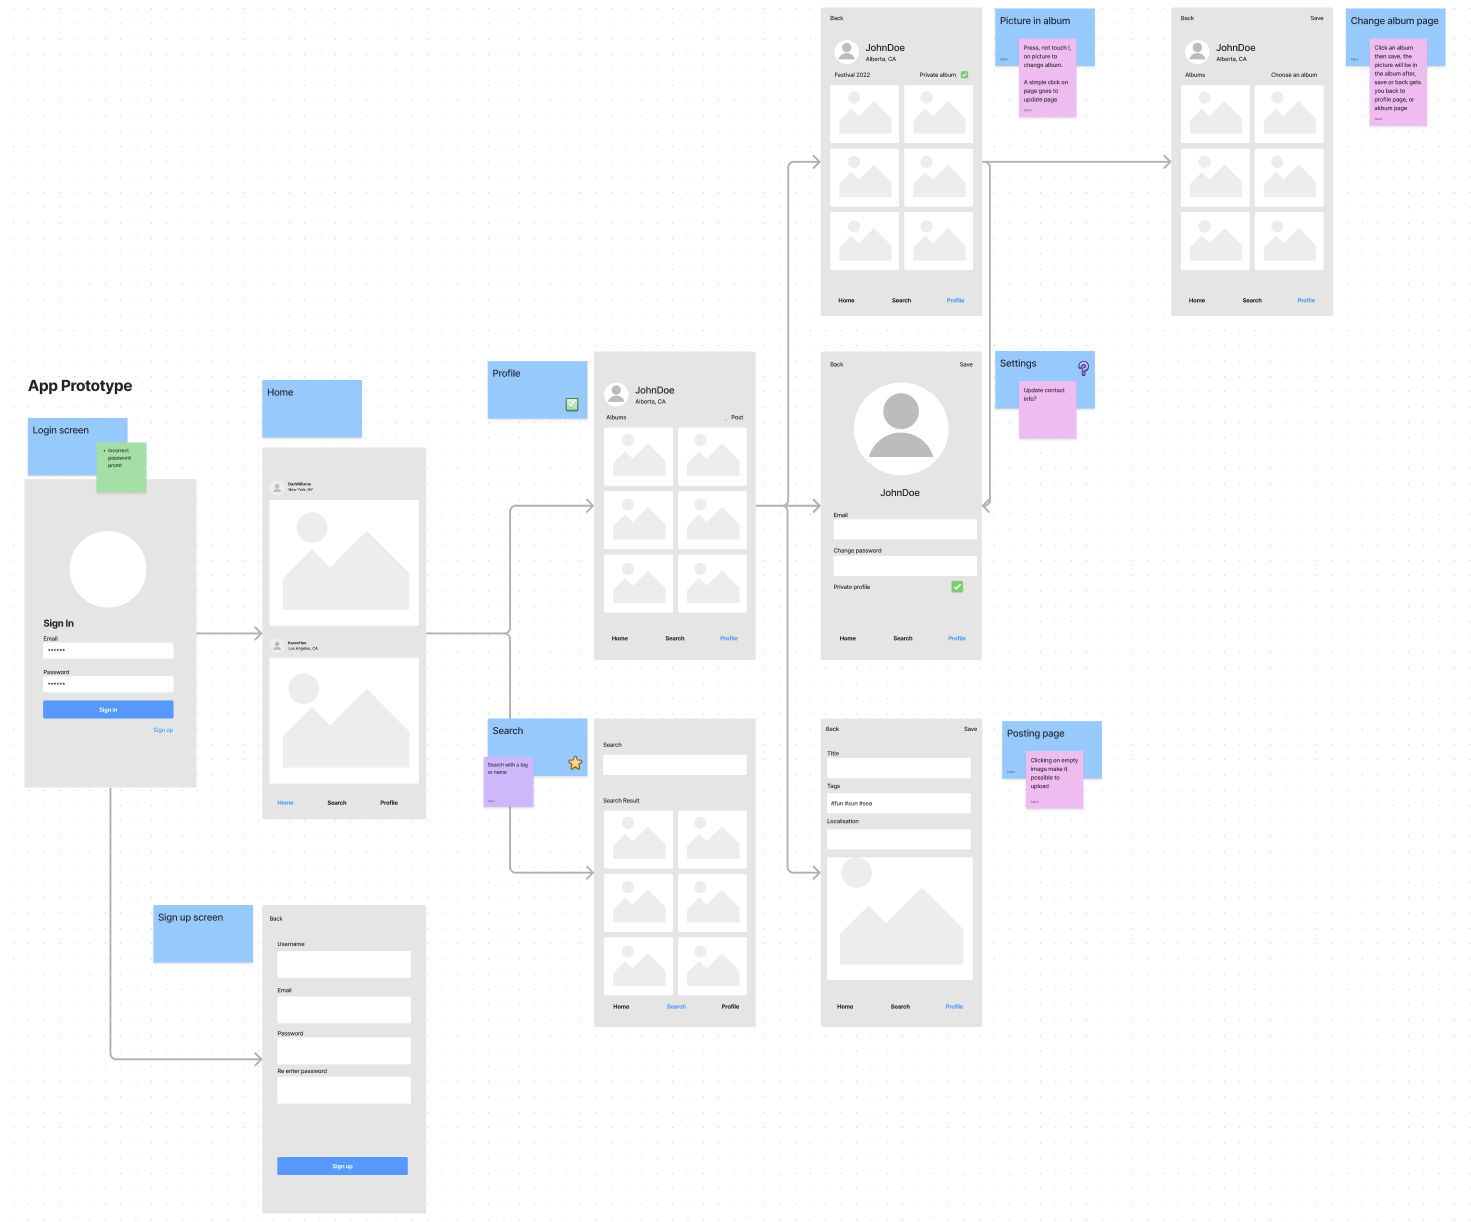 App Prototype
Login screen
Incorrect
password
promt
Sign In
Email
••••••
Password
••••••
Sign in
Sign up
Home
New York, NY
Los Angeles, CA
Home
Search
Profile
Sign up screen
Back
Username
Email
Password
Re enter password
Sign up
Profile
JohnDoe
Alberta, CA
Albums
Post
Home
Search
Profile
Search
Search with a tag
or name
Search
Search Result
Home
Search
Profile
Back
JohnDoe
Alberta, CA
Festival 2022
Private album
Home
Search
Profile
Picture in album
Press, not touch !,
on picture to
change album.
A simple click on
page goes to
update page
Back
Save
JohnDoe
Alberta, CA
Albums
Choose an album
Home
Search
Profile
Change album page
Click an album
then save, the
picture will be in
the album after,
save or back gets
you back to
profile page, or
akbum page
Back
Save
JohnDoe
Email
Change password
Private profile
Home
Search
Profile
Settings
Update contact
info?
Back
Save
Title
Tags
#fun #sun #sea
Localisation
Home
Search
Profile
Posting page
Clicking on empty
image make it
possible to
upload